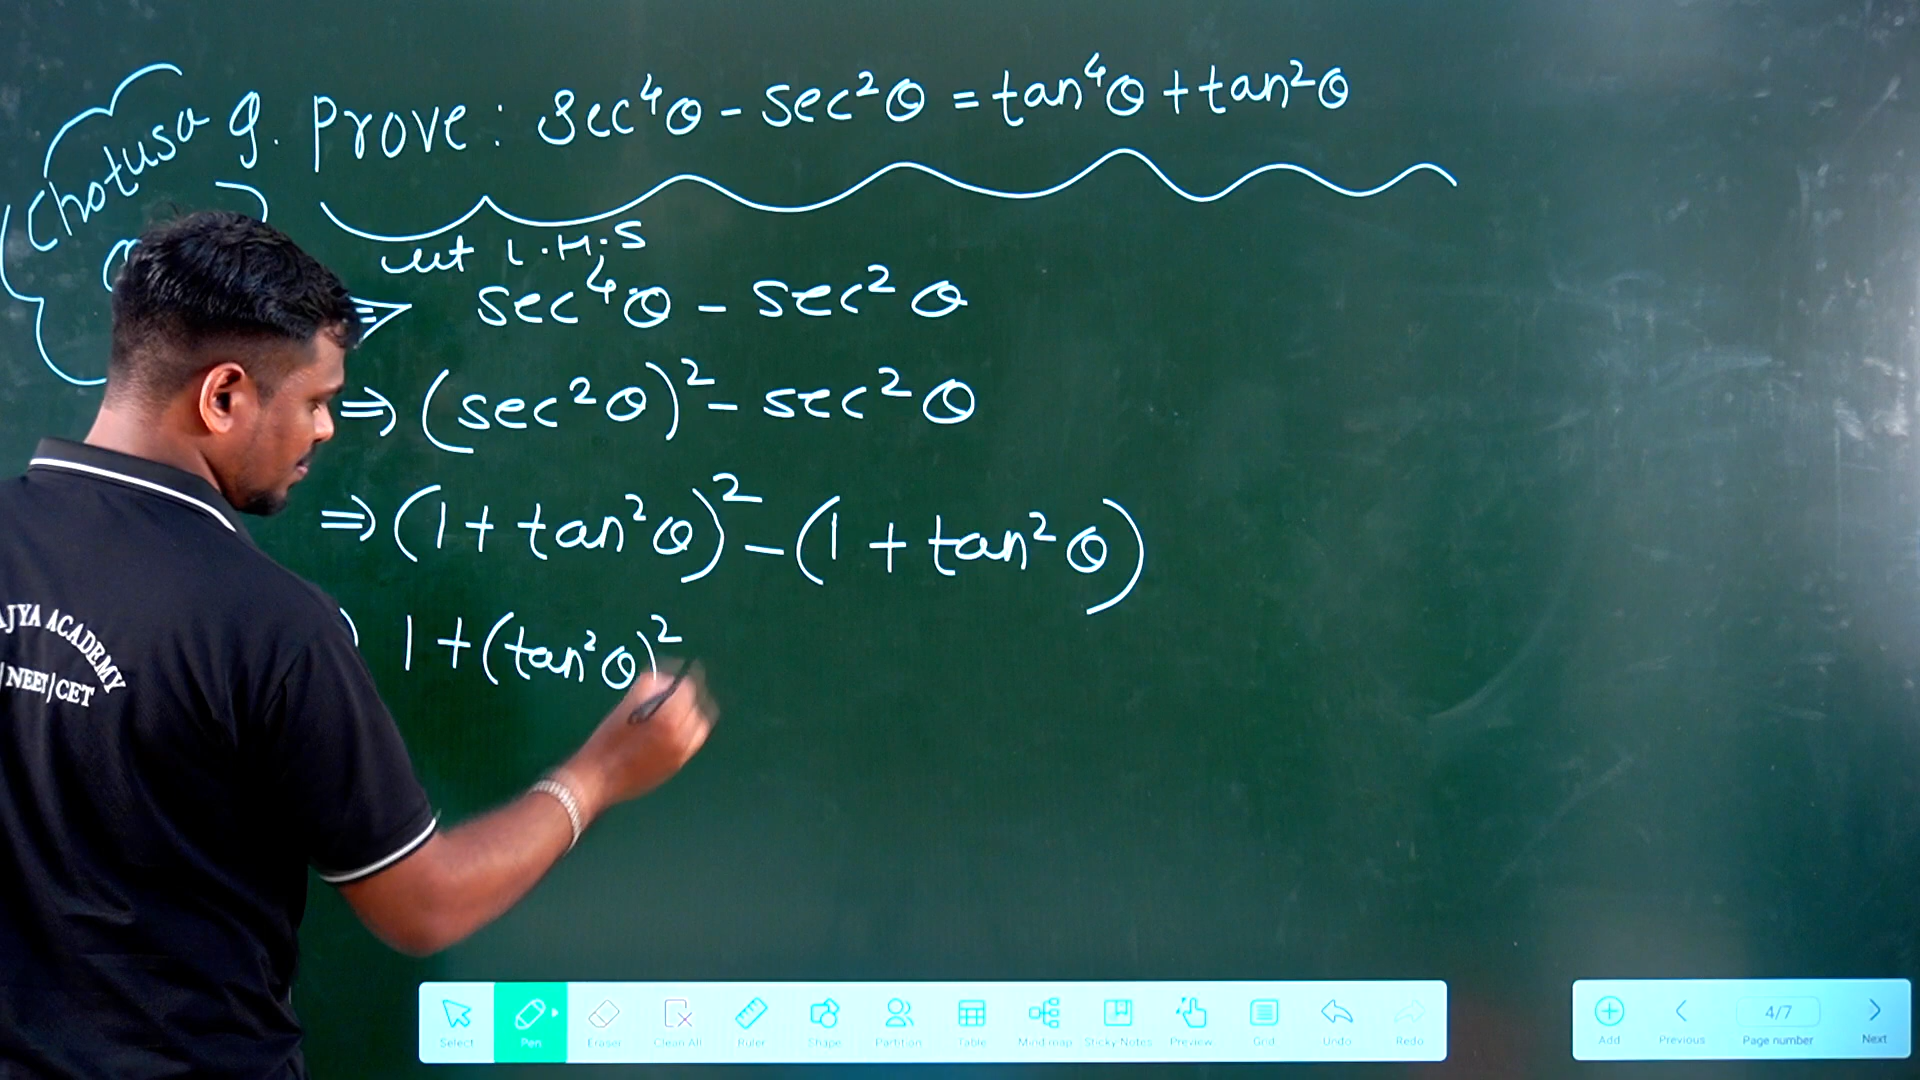 Chotusa
Q. Prove: sec⁴θ - sec²θ = tan⁴θ + tan²θ
L.H.S
⇒ sec⁴θ - sec²θ
⇒ (sec²θ)² - sec²θ
⇒ (1 + tan²θ)² - (1 + tan²θ)
1 + (tan²θ)²
AJYA ACADEMY
| NEET | CET
Select Pen Eraser Clean All Ruler Shape Partition Table Mind map Sticky Notes Preview Grid Undo Redo
4/7
Add Previous Page number Next